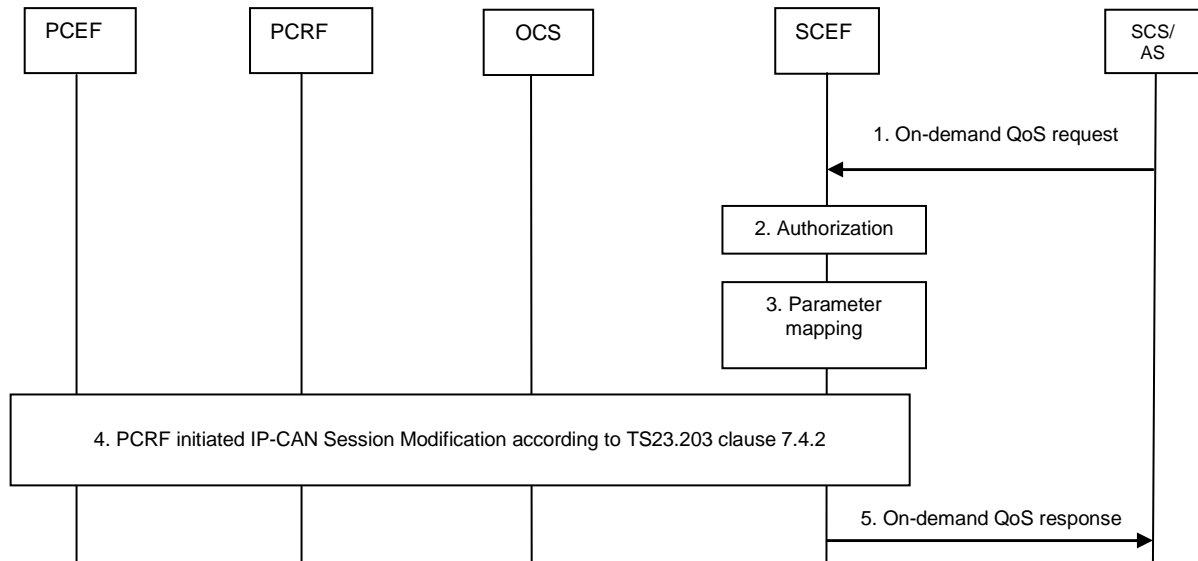 PCEF
PCRF
OCS
SCEF
SCS/
AS
1. On-demand QoS request
2. Authorization
3. Parameter
mapping
4. PCRF initiated IP-CAN Session Modification according to TS23.203 clause 7.4.2
5. On-demand QoS response